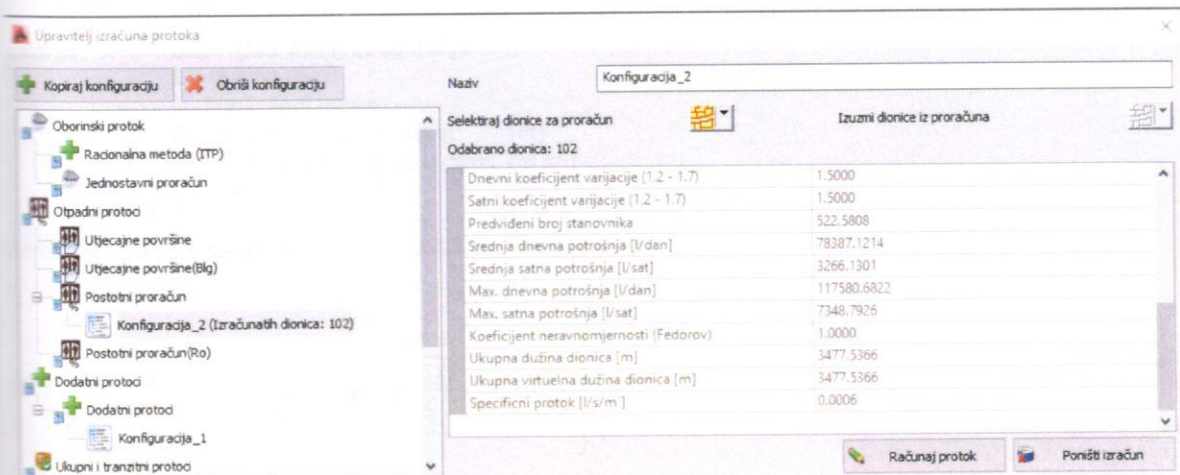 Upravitelj izračuna protoka
Kopiraj konfiguraciju
Obriši konfiguraciju
Oborinski protok
Racionalna metoda (ITP)
Jednostavni proračun
Otpadni protoci
Utjecajne površine
Utjecajne površine(Blg)
Postotni proračun
Konfiguracija_2 (Izračunatih dionica: 102)
Postotni proračun(Ro)
Dodatni protoci
Dodatni protoci
Konfiguracija_1
Ukupni i tranzitni protoci
Naziv Konfiguracija_2
Selektiraj dionice za proračun
Izuzmi dionice iz proračuna
Odabrano dionica: 102
Dnevni koeficijent varijacije (1.2 - 1.7) 1.5000
Satni koeficijent varijacije (1.2 - 1.7) 1.5000
Predviđeni broj stanovnika 522.5808
Srednja dnevna potrošnja [l/dan] 78387.1214
Srednja satna potrošnja [l/sat] 3266.1301
Max. dnevna potrošnja [l/dan] 117580.6822
Max. satna potrošnja [l/sat] 7348.7926
Koeficijent neravnomjernosti (Fedorov) 1.0000
Ukupna dužina dionica [m] 3477.5366
Ukupna virtuelna dužina dionica [m] 3477.5366
Specificni protok [l/s/m'] 0.0006
Računaj protok
Poništi izračun